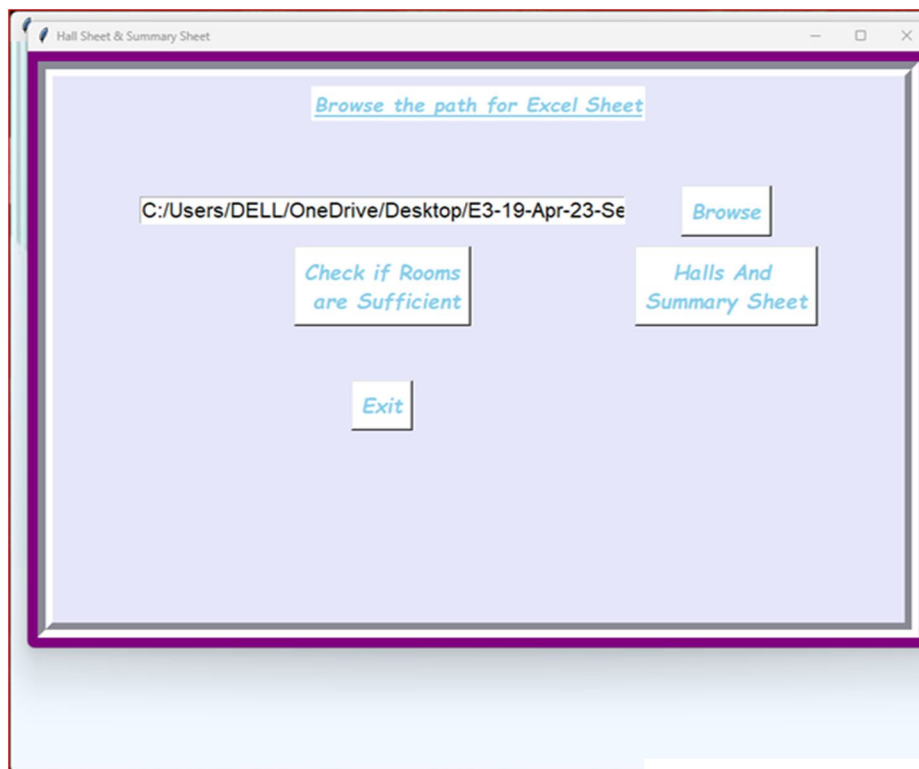 Hall Sheet & Summary Sheet
Browse the path for Excel Sheet
C:/Users/DELL/OneDrive/Desktop/E3-19-Apr-23-Se
Browse
Check if Rooms
are Sufficient
Halls And
Summary Sheet
Exit